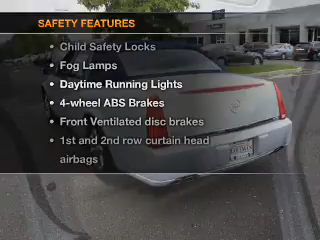 SAFETY FEATURES
• Child Safety Locks
• Fog Lamps
• Daytime Running Lights
• 4-wheel ABS Brakes
• Front Ventilated disc brakes
• 1st and 2nd row curtain head
airbags